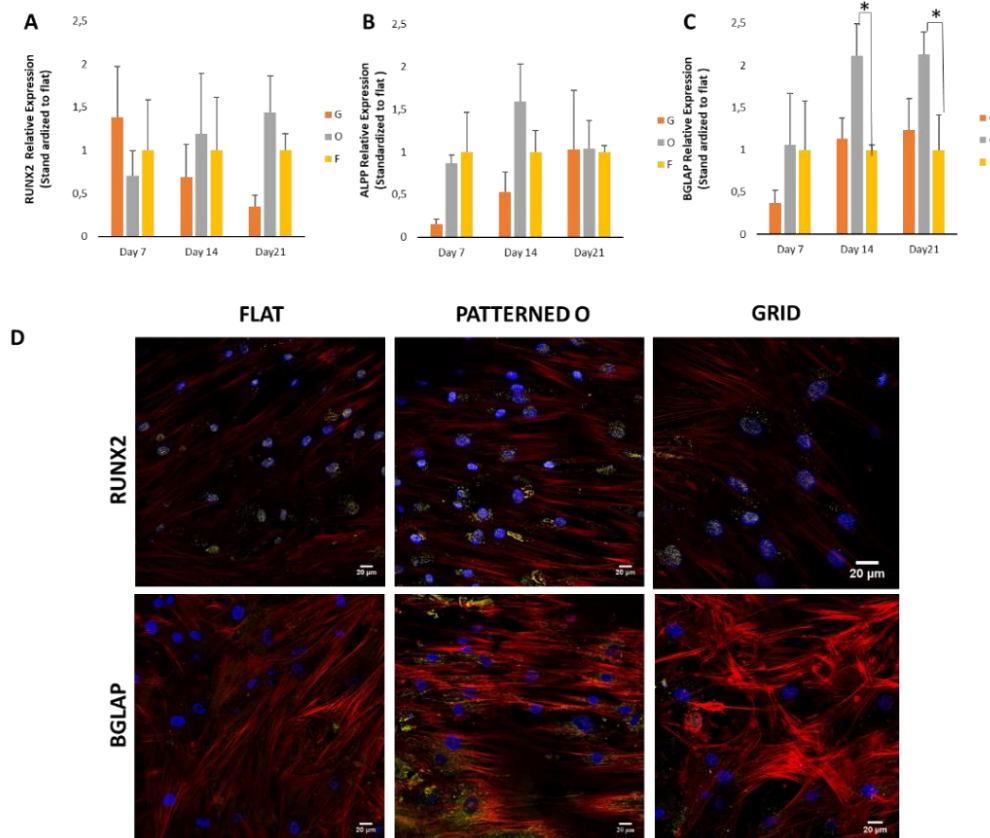 A
RUNX2 Relative Expression
(Stand ardized to flat)
2,5
2
1,5
1
0,5
0
Day 7
Day 14
Day21
G
O
F
B
ALPP Relative Expression
(Standardized to flat )
2,5
2
1,5
1
0,5
0
Day 7
Day 14
Day21
G
O
F
C
BGLAP Relative Expression
(Stand ardized to flat)
2,5
2
1,5
1
0,5
0
*
*
Day 7
Day 14
Day21
D
FLAT
PATTERNED O
GRID
RUNX2
20 µm
20 µm
20 µm
BGLAP
20 µm
20 µm
20 µm